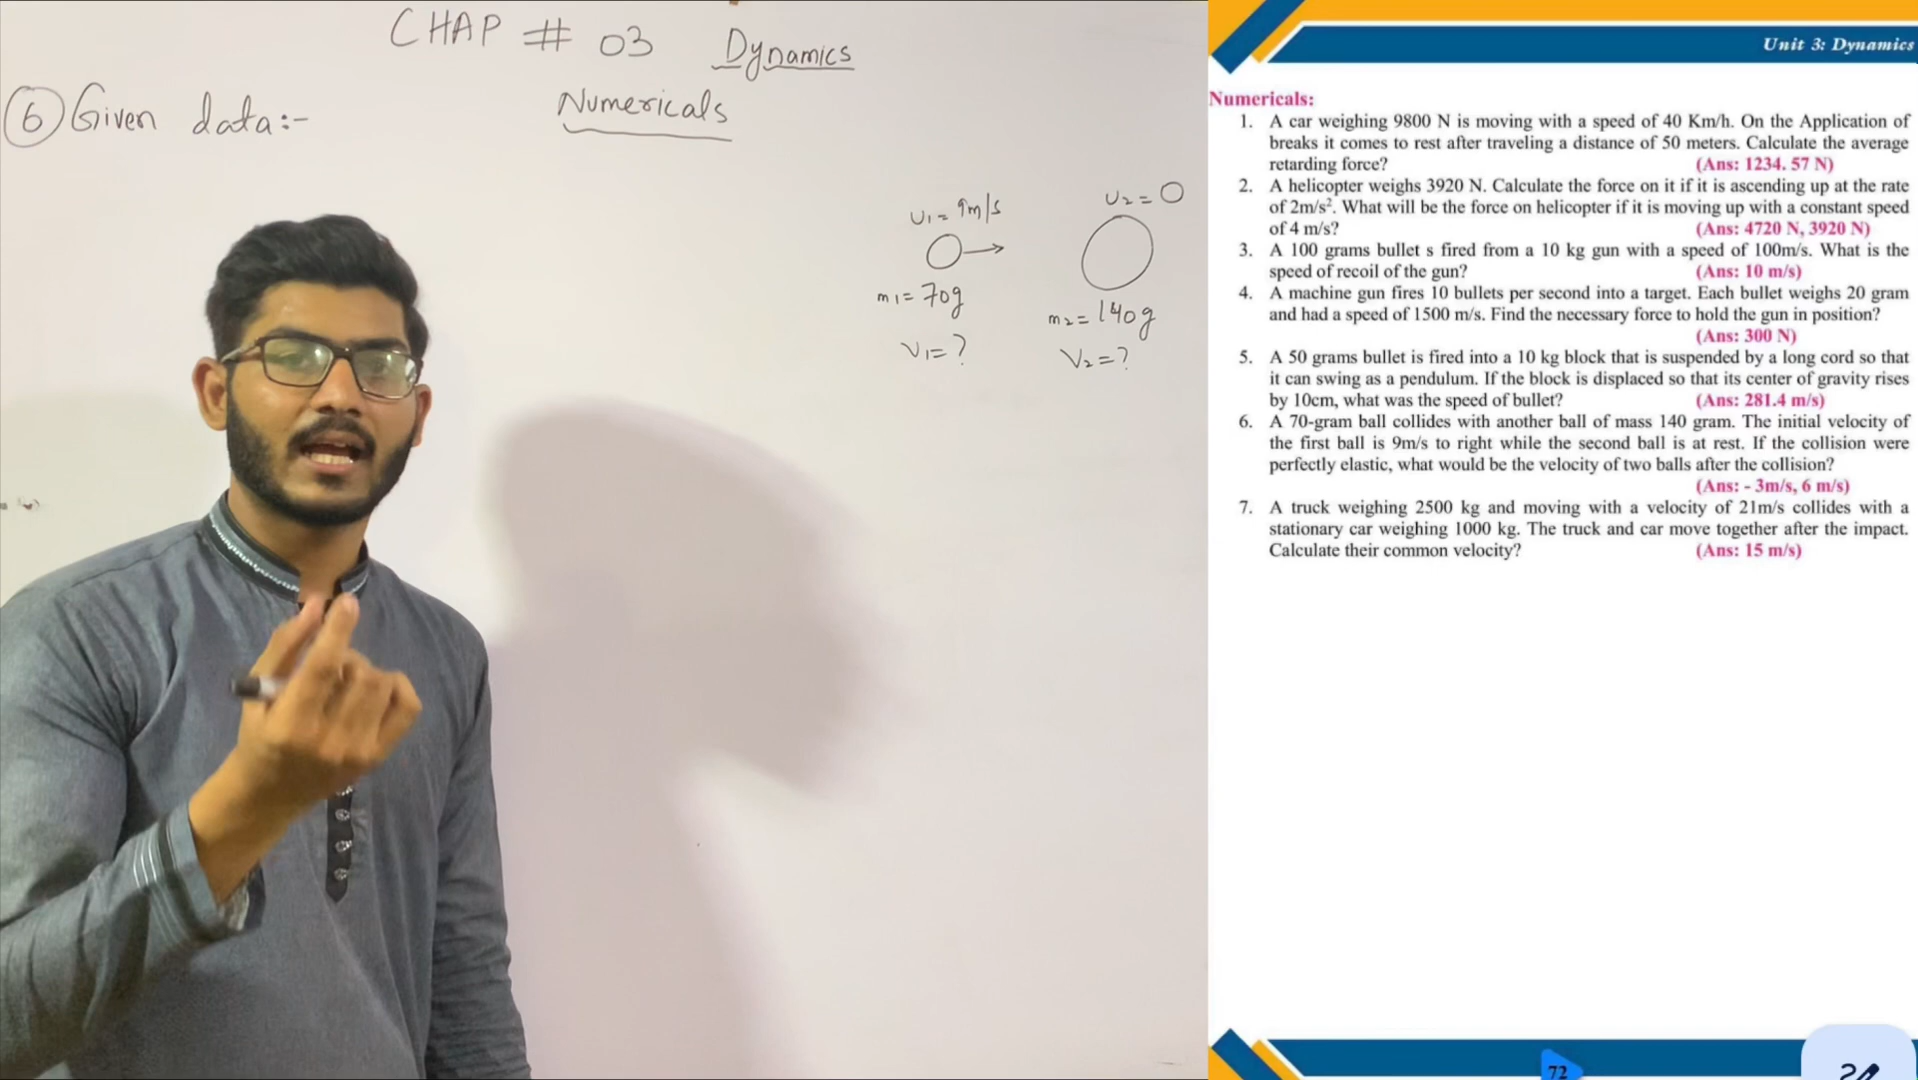 CHAP # 03 Dynamics
Numericals
6 Given data:-
U1 = 9m/s
U2 = 0
m1 = 70g
m2 = 140g
V1 = ?
V2 = ?
Unit 3: Dynamics
Numericals:
1. A car weighing 9800 N is moving with a speed of 40 Km/h. On the Application of
breaks it comes to rest after traveling a distance of 50 meters. Calculate the average
retarding force? (Ans: 1234. 57 N)
2. A helicopter weighs 3920 N. Calculate the force on it if it is ascending up at the rate
of 2m/s². What will be the force on helicopter if it is moving up with a constant speed
of 4 m/s? (Ans: 4720 N, 3920 N)
3. A 100 grams bullet s fired from a 10 kg gun with a speed of 100m/s. What is the
speed of recoil of the gun? (Ans: 10 m/s)
4. A machine gun fires 10 bullets per second into a target. Each bullet weighs 20 gram
and had a speed of 1500 m/s. Find the necessary force to hold the gun in position?
(Ans: 300 N)
5. A 50 grams bullet is fired into a 10 kg block that is suspended by a long cord so that
it can swing as a pendulum. If the block is displaced so that its center of gravity rises
by 10cm, what was the speed of bullet? (Ans: 281.4 m/s)
6. A 70-gram ball collides with another ball of mass 140 gram. The initial velocity of
the first ball is 9m/s to right while the second ball is at rest. If the collision were
perfectly elastic, what would be the velocity of two balls after the collision?
(Ans: - 3m/s, 6 m/s)
7. A truck weighing 2500 kg and moving with a velocity of 21m/s collides with a
stationary car weighing 1000 kg. The truck and car move together after the impact.
Calculate their common velocity? (Ans: 15 m/s)
72